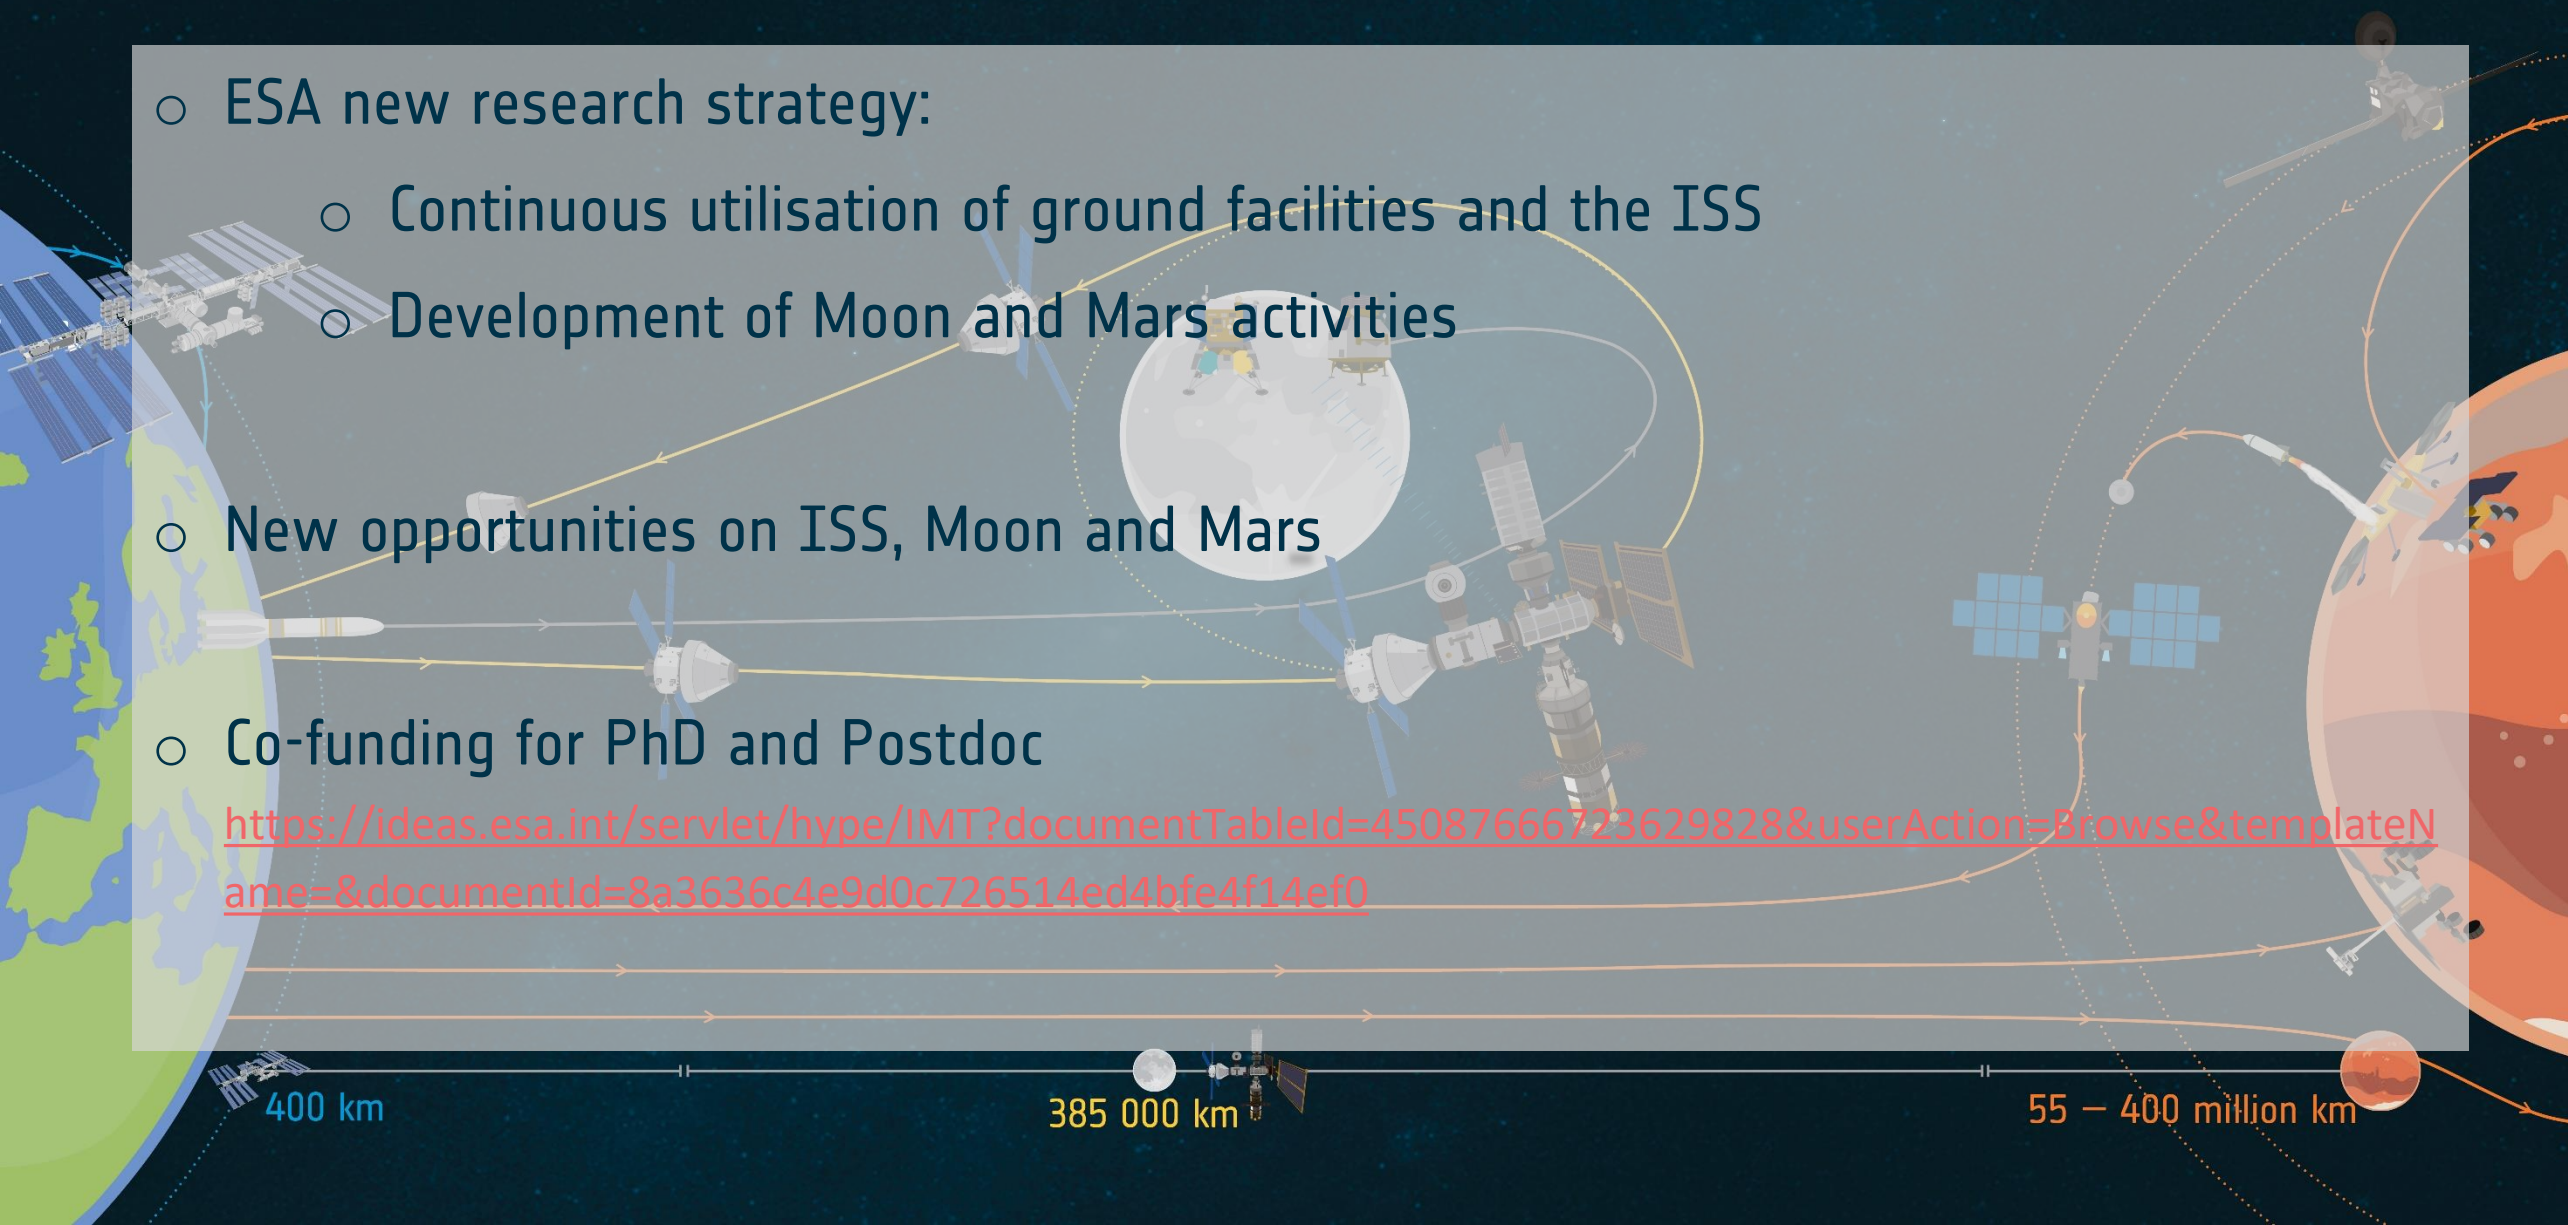 ○ ESA new research strategy:
○ Continuous utilisation of ground facilities and the ISS
○ Development of Moon and Mars activities
○ New opportunities on ISS, Moon and Mars
○ Co-funding for PhD and Postdoc
https://ideas.esa.int/servlet/hype/IMT?documentTableId=45087666723629828&userAction=Browse&templateN
ame=&documentId=8a3636c4e9d0c726514ed4bfe4f14ef0
400 km
385 000 km
55 – 400 million km